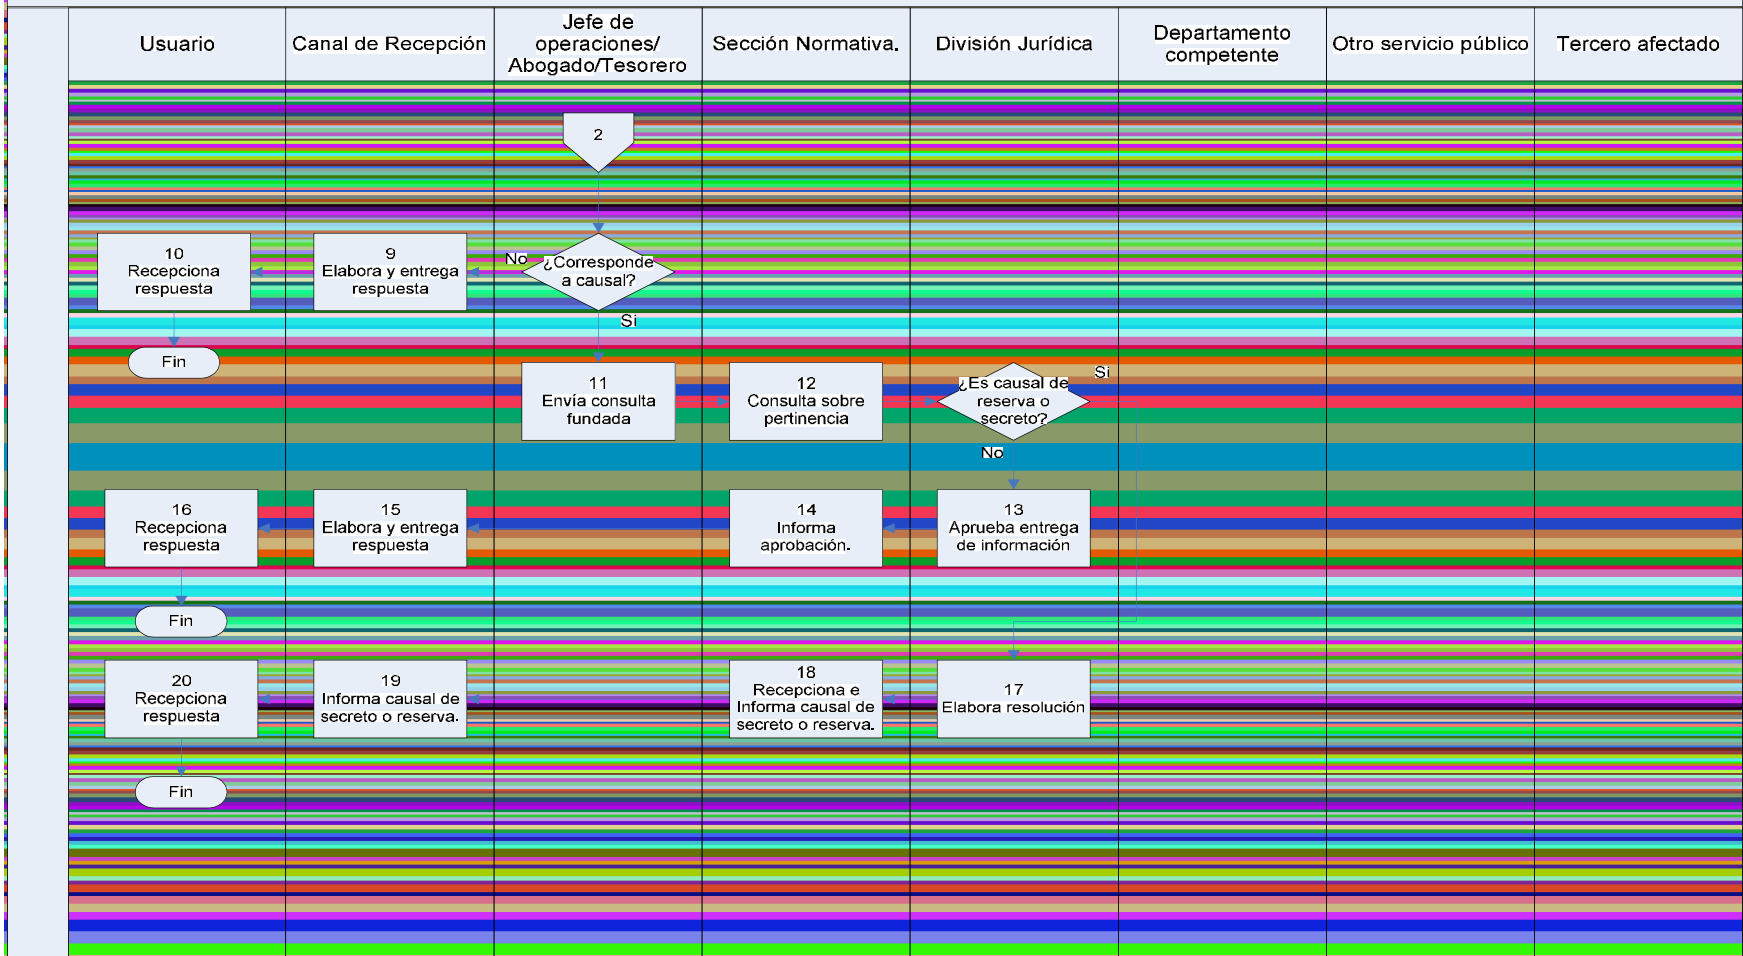 Usuario
Canal de Recepción
Jefe de
operaciones/
Abogado/Tesorero
Sección Normativa.
División Jurídica
Departamento
competente
Otro servicio público
Tercero afectado
2
10
Recepciona
respuesta
9
Elabora y entrega
respuesta
No
¿Corresponde
a causal?
Si
Fin
11
Envía consulta
fundada
12
Consulta sobre
pertinencia
¿Es causal de
reserva o
secreto?
Si
No
16
Recepciona
respuesta
15
Elabora y entrega
respuesta
14
Informa
aprobación.
13
Aprueba entrega
de información
Fin
20
Recepciona
respuesta
19
Informa causal de
secreto o reserva.
18
Recepciona e
Informa causal de
secreto o reserva.
17
Elabora resolución
Fin